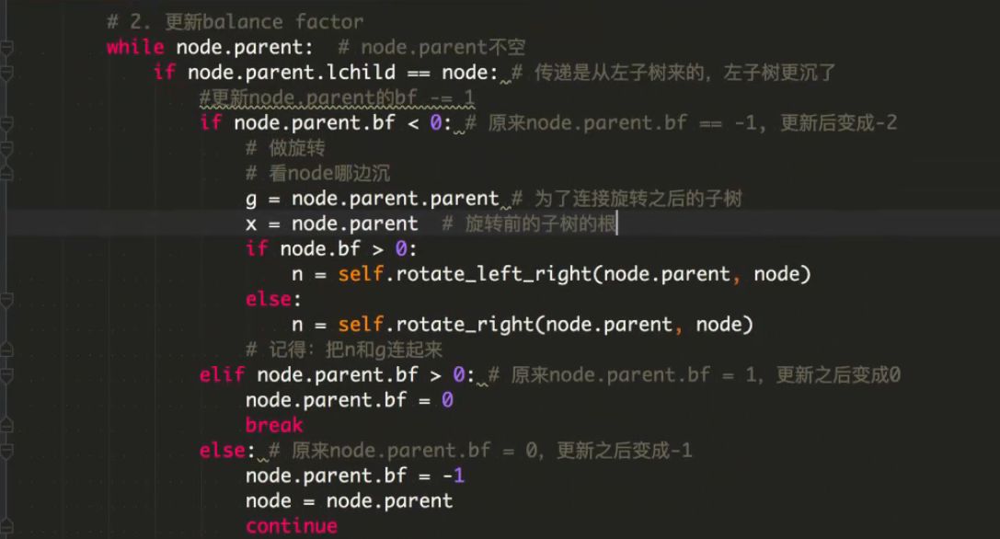 # 2. 更新balance factor
while node.parent:  # node.parent不空
    if node.parent.lchild == node: # 传递是从左子树来的，左子树更沉了
        #更新node.parent的bf -= 1
        if node.parent.bf < 0: # 原来node.parent.bf == -1, 更新后变成-2
            # 做旋转
            # 看node哪边沉
            g = node.parent.parent # 为了连接旋转之后的子树
            x = node.parent  # 旋转前的子树的根
            if node.bf > 0:
                n = self.rotate_left_right(node.parent, node)
            else:
                n = self.rotate_right(node.parent, node)
            # 记得：把n和g连起来
        elif node.parent.bf > 0: # 原来node.parent.bf = 1，更新之后变成0
            node.parent.bf = 0
            break
        else: # 原来node.parent.bf = 0，更新之后变成-1
            node.parent.bf = -1
            node = node.parent
            continue